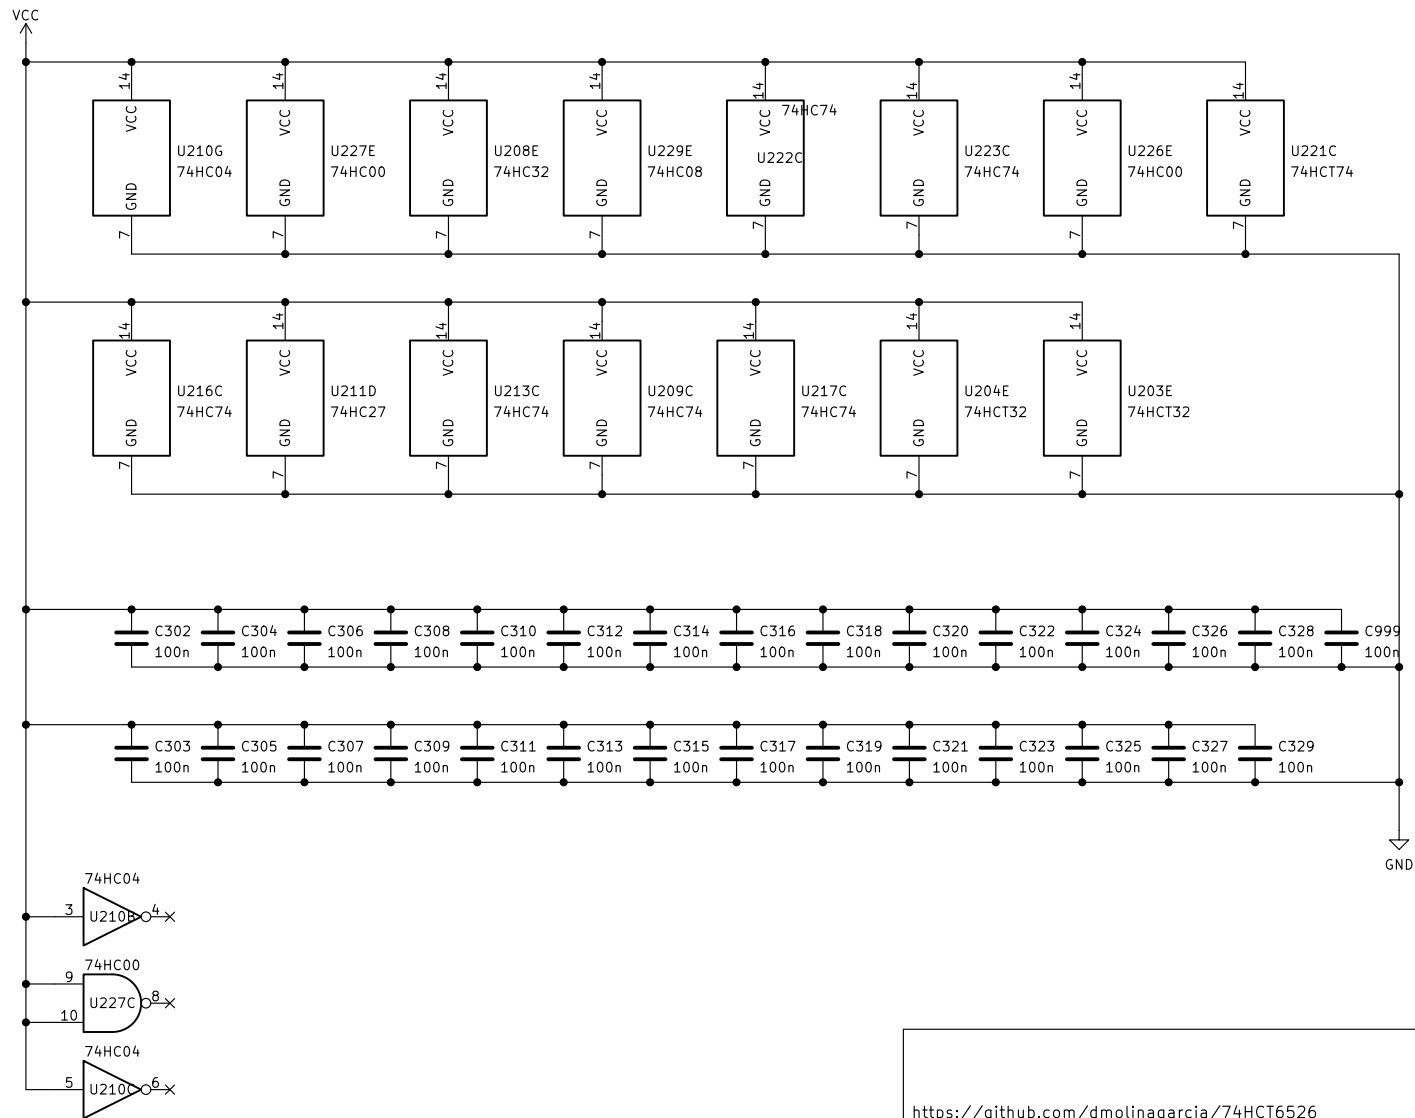 VCC
14 14 14 14 14 14 14 14
VCC VCC VCC VCC VCC VCC VCC VCC
74HC74
U210G U227E U208E U229E U222C U223C U226E U221C
74HC04 74HC00 74HC32 74HC08 74HC74 74HC00 74HCT74
GND GND GND GND GND GND GND GND
7 7 7 7 7 7 7 7
14 14 14 14 14 14 14
VCC VCC VCC VCC VCC VCC VCC
U216C U211D U213C U209C U217C U204E U203E
74HC74 74HC27 74HC74 74HC74 74HC74 74HCT32 74HCT32
GND GND GND GND GND GND GND
7 7 7 7 7 7 7
C302 C304 C306 C308 C310 C312 C314 C316 C318 C320 C322 C324 C326 C328 C999
100n 100n 100n 100n 100n 100n 100n 100n 100n 100n 100n 100n 100n 100n 100n
C303 C305 C307 C309 C311 C313 C315 C317 C319 C321 C323 C325 C327 C329
100n 100n 100n 100n 100n 100n 100n 100n 100n 100n 100n 100n 100n 100n
GND
74HC04
3 U210B 4
74HC00
9
U227C 8
10
74HC04
5 U210C 6
https://github.com/dmolinagarcia/74HCT6526